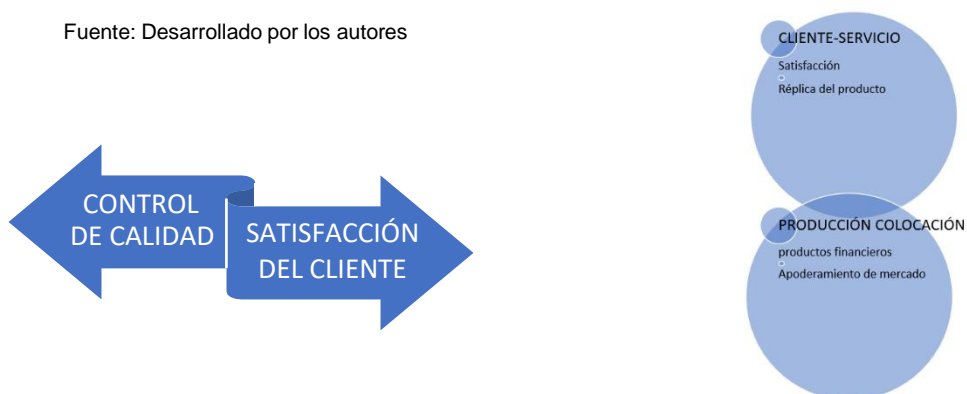 Fuente: Desarrollado por los autores
CONTROL
DE CALIDAD
SATISFACCIÓN
DEL CLIENTE
CLIENTE-SERVICIO
Satisfacción
Réplica del producto
PRODUCCIÓN COLOCACIÓN
productos financieros
Apoderamiento de mercado